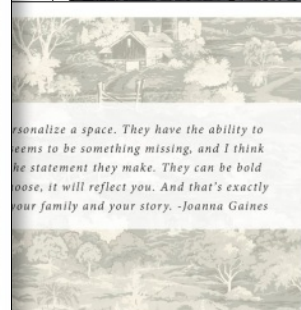 rsonalize a space. They have the ability to
eems to be something missing, and I think
he statement they make. They can be bold
oose, it will reflect you. And that's exactly
your family and your story. -Joanna Gaines